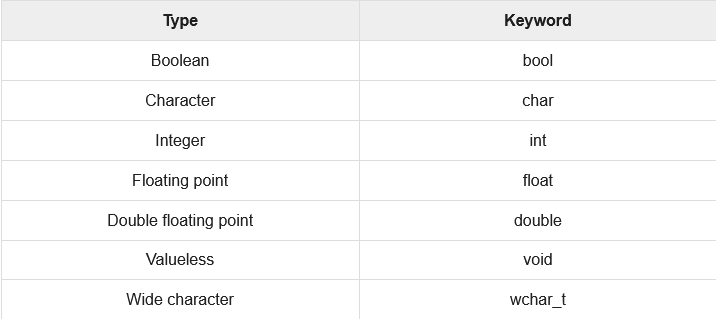 Type Keyword
Boolean bool
Character char
Integer int
Floating point float
Double floating point double
Valueless void
Wide character wchar_t